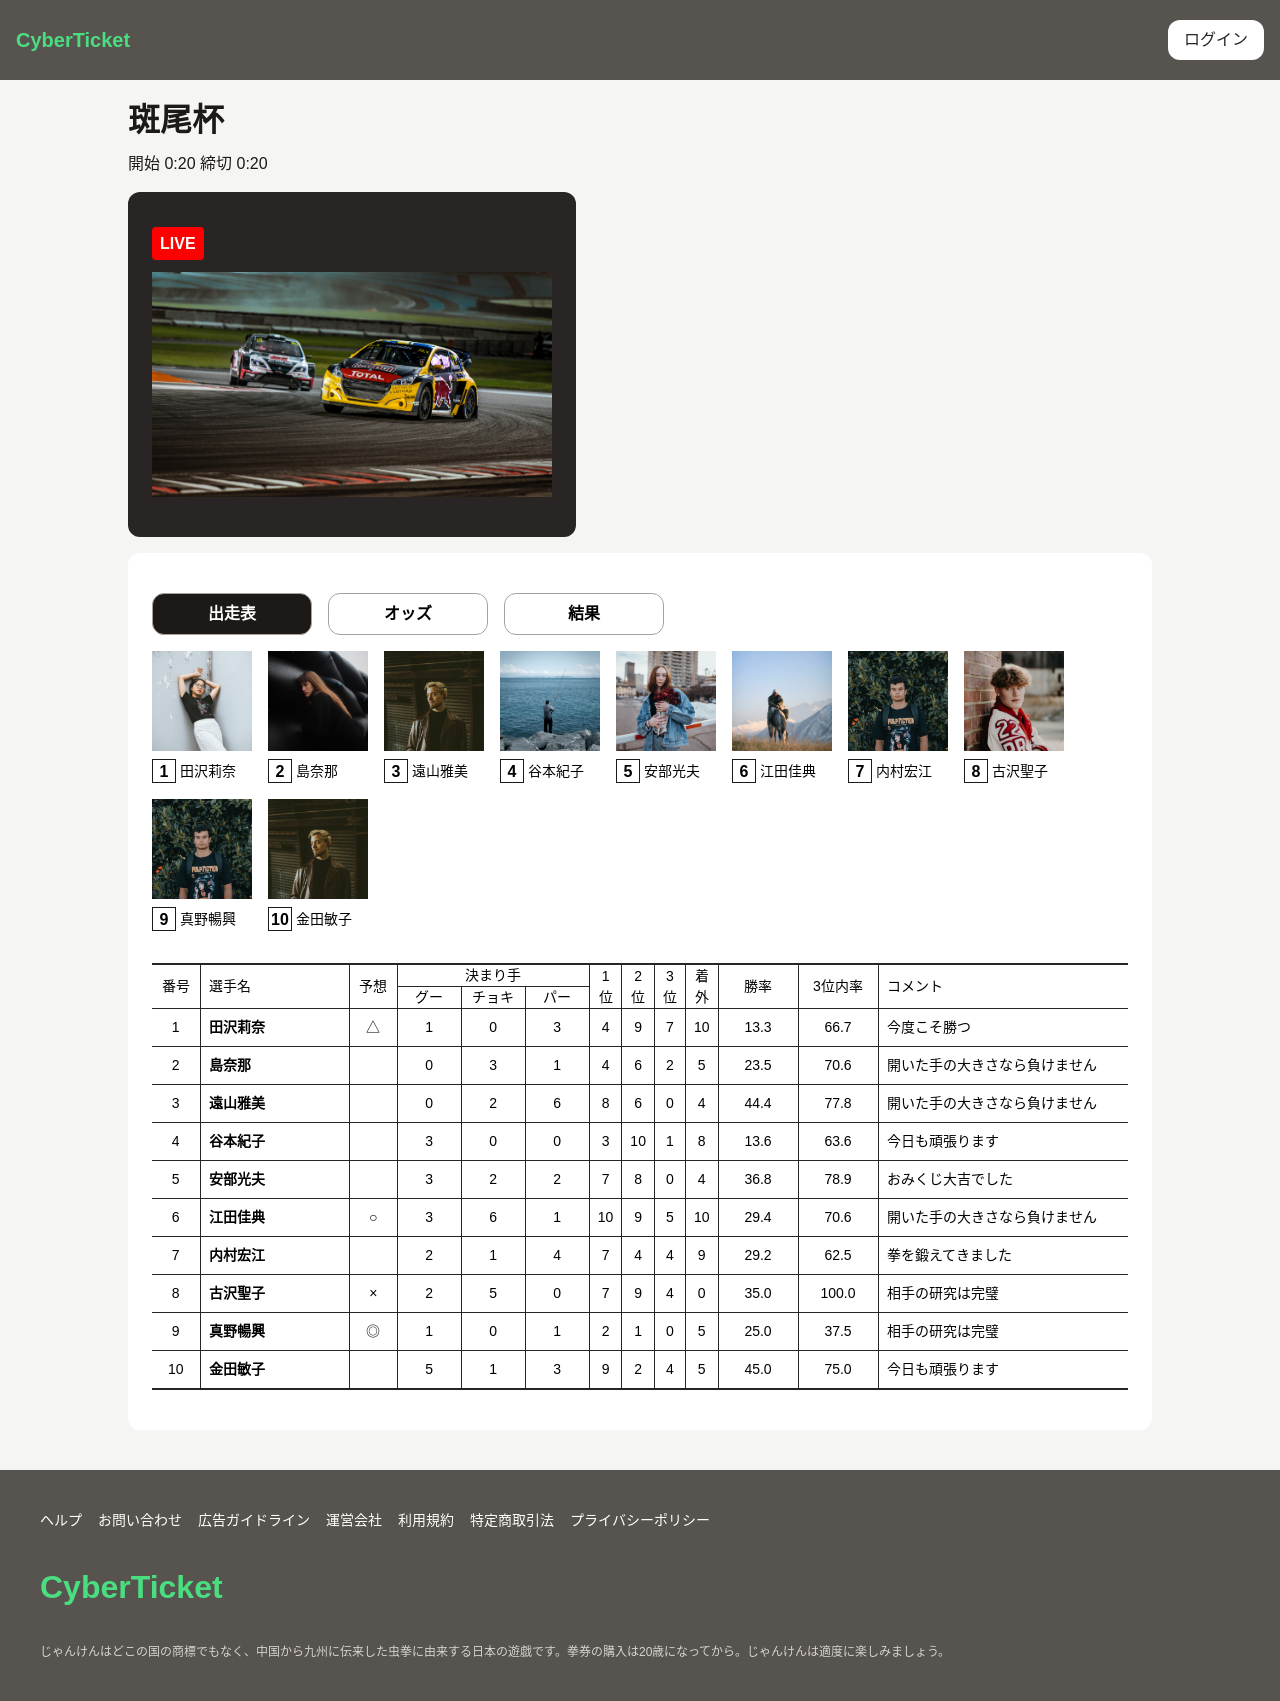 CyberTicket
ログイン
斑尾杯
開始 0:20 締切 0:20
LIVE
TOTAL
出走表 オッズ 結果
1 田沢莉奈 2 島奈那 3 遠山雅美 4 谷本紀子 5 安部光夫 6 江田佳典 7 内村宏江 8 古沢聖子
9 真野暢興 10 金田敏子
番号 選手名 予想 決まり手 1位 2位 3位 着外 勝率 3位内率 コメント
グー チョキ パー
1 田沢莉奈 △ 1 0 3 4 9 7 10 13.3 66.7 今度こそ勝つ
2 島奈那 0 3 1 4 6 2 5 23.5 70.6 開いた手の大きさなら負けません
3 遠山雅美 0 2 6 8 6 0 4 44.4 77.8 開いた手の大きさなら負けません
4 谷本紀子 3 0 0 3 10 1 8 13.6 63.6 今日も頑張ります
5 安部光夫 3 2 2 7 8 0 4 36.8 78.9 おみくじ大吉でした
6 江田佳典 ○ 3 6 1 10 9 5 10 29.4 70.6 開いた手の大きさなら負けません
7 内村宏江 2 1 4 7 4 4 9 29.2 62.5 拳を鍛えてきました
8 古沢聖子 × 2 5 0 7 9 4 0 35.0 100.0 相手の研究は完璧
9 真野暢興 ◎ 1 0 1 2 1 0 5 25.0 37.5 相手の研究は完璧
10 金田敏子 5 1 3 9 2 4 5 45.0 75.0 今日も頑張ります
ヘルプ お問い合わせ 広告ガイドライン 運営会社 利用規約 特定商取引法 プライバシーポリシー
CyberTicket
じゃんけんはどこの国の商標でもなく、中国から九州に伝来した虫拳に由来する日本の遊戯です。拳券の購入は20歳になってから。じゃんけんは適度に楽しみましょう。